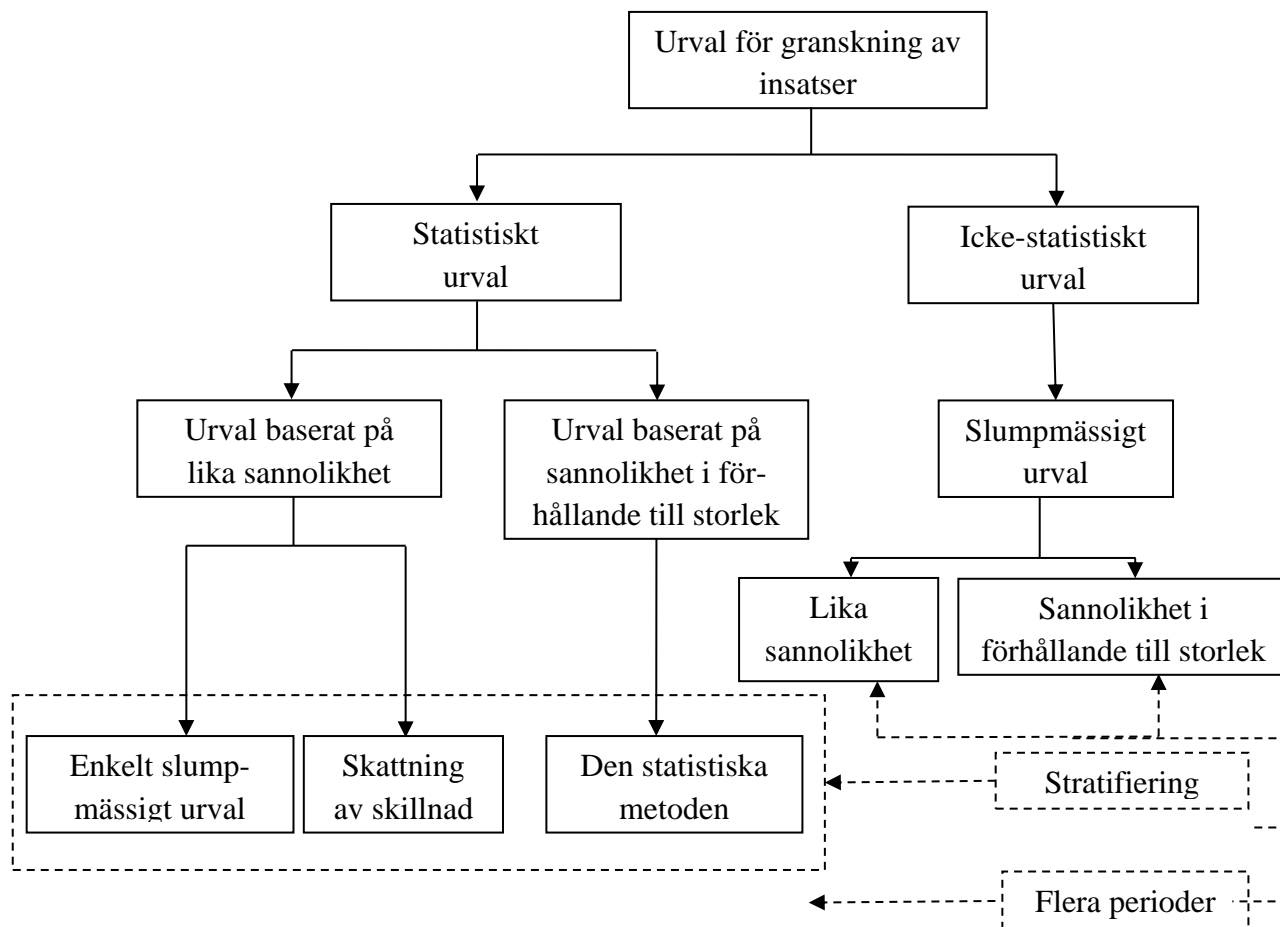 Urval för granskning av
insatser
Statistiskt
urval
Icke-statistiskt
urval
Urval baserat på
lika sannolikhet
Urval baserat på
sannolikhet i för-
hållande till storlek
Slumpmässigt
urval
Lika
sannolikhet
Sannolikhet i
förhållande till storlek
Enkelt slump-
mässigt urval
Skattning
av skillnad
Den statistiska
metoden
Stratifiering
Flera perioder